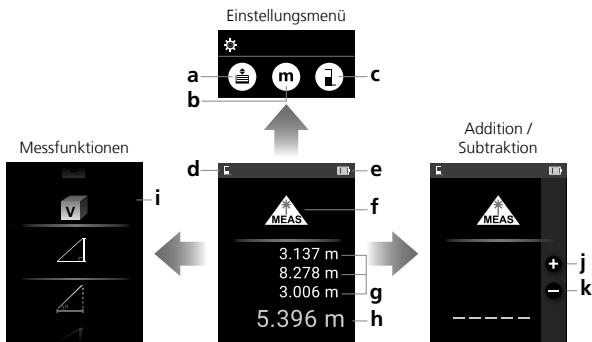 Einstellungsmenü
a
m
c
b
Addition /
Subtraktion
Messfunktionen
d
e
i
V
f
MEAS
MEAS
3.137 m
8.278 m
3.006 m
g
5.396 m
h
+
j
−
k
_ _ _ _ _